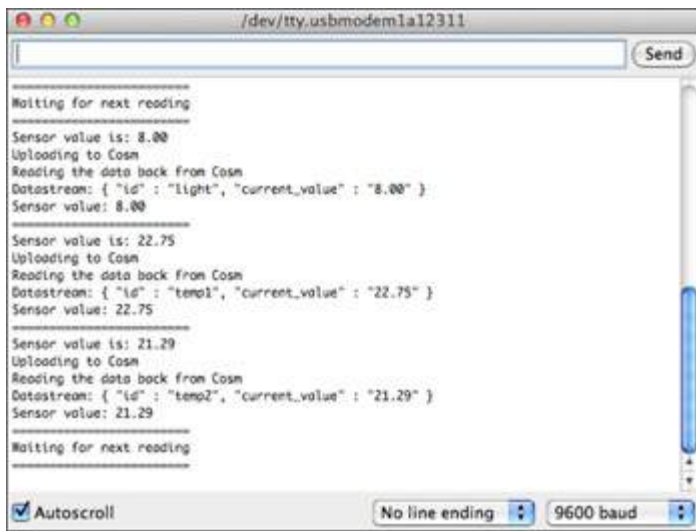 /dev/tty.usbmodem1a12311
Send
========================
Waiting for next reading
========================
Sensor value is: 8.00
Uploading to Cosm
Reading the data back from Cosm
Datastream: { "id" : "light", "current_value" : "8.00" }
Sensor value: 8.00
========================
Sensor value is: 22.75
Uploading to Cosm
Reading the data back from Cosm
Datastream: { "id" : "temp1", "current_value" : "22.75" }
Sensor value: 22.75
========================
Sensor value is: 21.29
Uploading to Cosm
Reading the data back from Cosm
Datastream: { "id" : "temp2", "current_value" : "21.29" }
Sensor value: 21.29
========================
Waiting for next reading
========================
Autoscroll No line ending 9600 baud